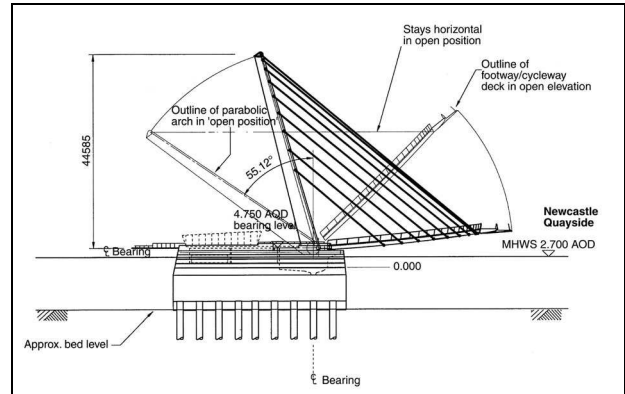 Stays horizontal
in open position
Outline of
footway/cycleway
deck in open elevation
Outline of parabolic
arch in 'open position'
44585
55.12°
4.750 AOD
bearing level
Newcastle
Quayside
MHWS 2.700 AOD
℄ Bearing
0.000
Approx. bed level
℄ Bearing